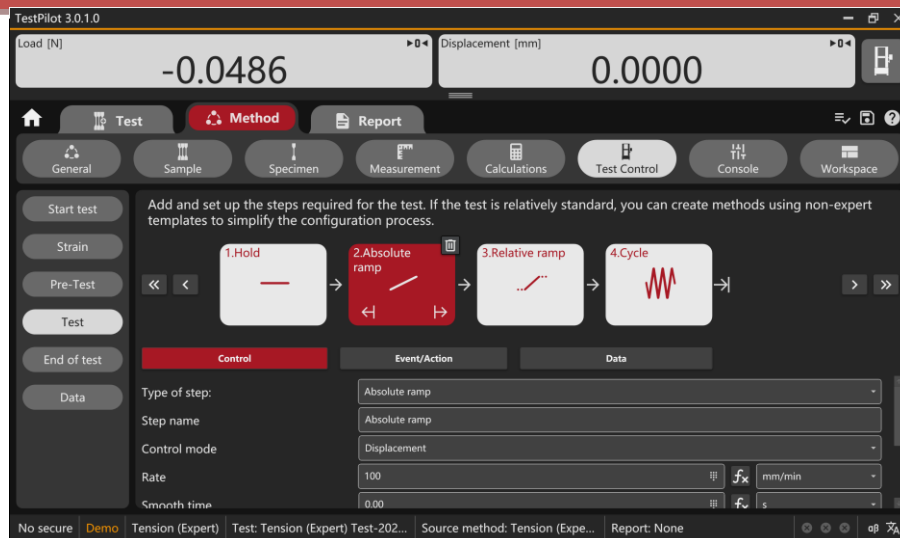 TestPilot 3.0.1.0
Load [N]
▸0◂
-0.0486
Displacement [mm]
▸0◂
0.0000
Test
Method
Report
General
Sample
Specimen
Measurement
Calculations
Test Control
Console
Workspace
Start test
Strain
Pre-Test
Test
End of test
Data
Add and set up the steps required for the test. If the test is relatively standard, you can create methods using non-expert
templates to simplify the configuration process.
1.Hold
2.Absolute
ramp
3.Relative ramp
4.Cycle
Control
Event/Action
Data
Type of step:
Absolute ramp
Step name
Absolute ramp
Control mode
Displacement
Rate
100
fx
mm/min
Smooth time
0.00
fx
s
No secure
Demo
Tension (Expert)
Test: Tension (Expert) Test-202...
Source method: Tension (Expe...
Report: None
αβ